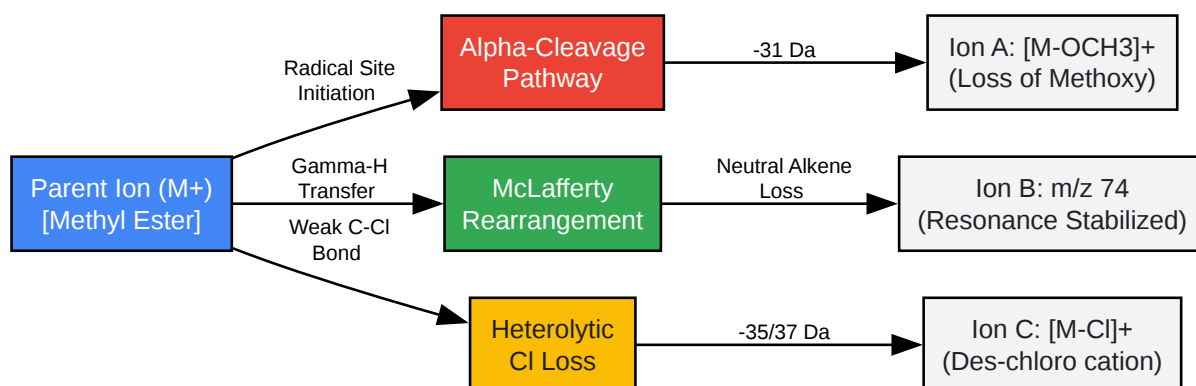 Parent Ion (M+)
[Methyl Ester]
Radical Site
Initiation
Alpha-Cleavage
Pathway
-31 Da
Ion A: [M-OCH3]+
(Loss of Methoxy)
Gamma-H
Transfer
McLafferty
Rearrangement
Neutral Alkene
Loss
Ion B: m/z 74
(Resonance Stabilized)
Weak C-Cl
Bond
Heterolytic
Cl Loss
-35/37 Da
Ion C: [M-Cl]+
(Des-chloro cation)